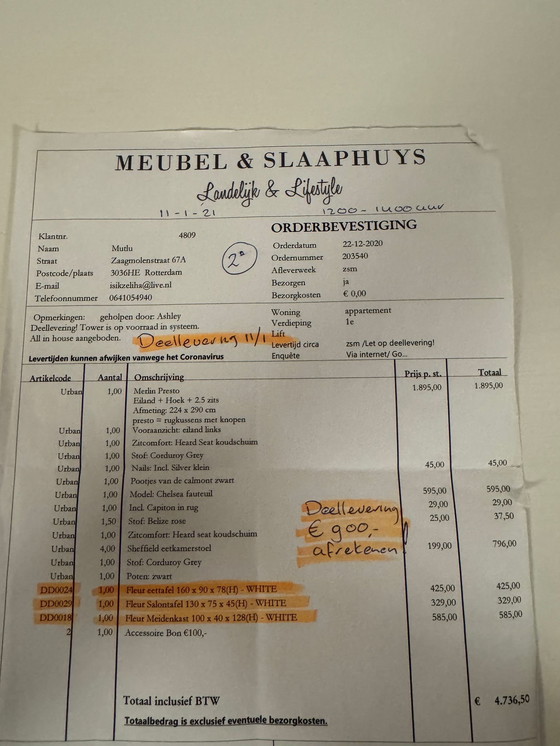 MEUBEL & SLAAPHUYS
Landelijk & Lifestyle
11-1-21 1200 - 1400 uur
ORDERBEVESTIGING
Klantnr. 4809
Naam Mutlu
Straat Zaagmolenstraat 67A
Postcode/plaats 3036HE Rotterdam
E-mail isikzeliha@live.nl
Telefoonnummer 0641054940
2e
Orderdatum 22-12-2020
Ordernummer 203540
Afleverweek zsm
Bezorgen ja
Bezorgkosten € 0,00
Opmerkingen: geholpen door: Ashley
Deellevering! Tower is op voorraad in systeem.
All in house aangeboden. Deellevering 11/1
Levertijden kunnen afwijken vanwege het Coronavirus
Woning appartement
Verdieping 1e
Lift
Levertijd circa zsm /Let op deellevering!
Enquête Via internet/ Go...
Artikelcode Aantal Omschrijving Prijs p. st. Totaal
Urban 1,00 Merlin Presto 1.895,00 1.895,00
Eiland + Hoek + 2.5 zits
Afmeting: 224 x 290 cm
presto = rugkussens met knopen
Urban 1,00 Vooraanzicht: eiland links
Urban 1,00 Zitcomfort: Heard Seat koudschuim
Urban 1,00 Stof: Corduroy Grey
Urban 1,00 Nails: Incl. Silver klein 45,00 45,00
Urban 1,00 Pootjes van de calmont zwart
Urban 1,00 Model: Chelsea fauteuil 595,00 595,00
Urban 1,00 Incl. Capiton in rug 29,00 29,00
Urban 1,50 Stof: Belize rose 25,00 37,50
Urban 1,00 Zitcomfort: Heard seat koudschuim
Urban 4,00 Sheffield eetkamerstoel 199,00 796,00
Urban 1,00 Stof: Corduroy Grey
Urban 1,00 Poten: zwart
DD0024 1,00 Fleur eettafel 160 x 90 x 78(H) - WHITE 425,00 425,00
DD0029 1,00 Fleur Salontafel 130 x 75 x 45(H) - WHITE 329,00 329,00
DD0018 1,00 Fleur Meidenkast 100 x 40 x 128(H) - WHITE 585,00 585,00
2 1,00 Accessoire Bon €100,-
Deellevering
€ 900,-
afrekenen!
Totaal inclusief BTW € 4.736,50
Totaalbedrag is exclusief eventuele bezorgkosten.